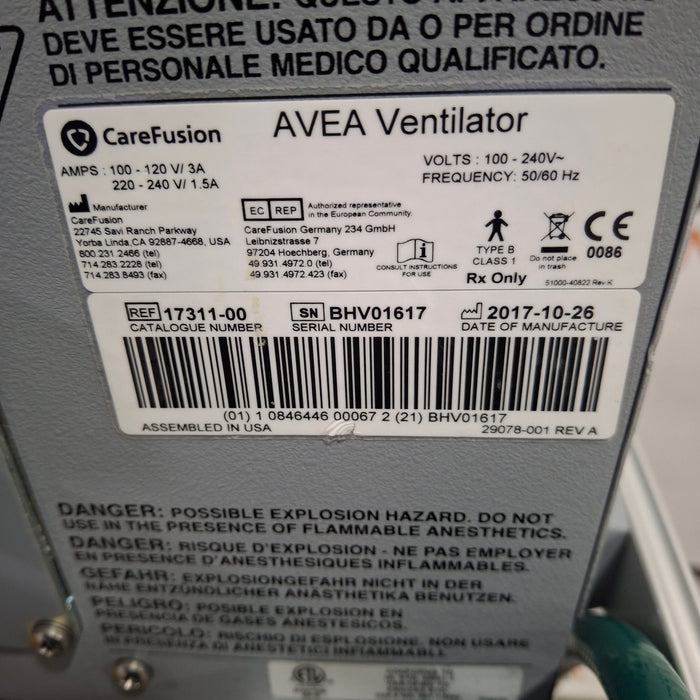 ATTENZIONE: QUESTO
DEVE ESSERE USATO DA O PER ORDINE
DI PERSONALE MEDICO QUALIFICATO.
CareFusion
AVEA Ventilator
AMPS : 100 - 120 V/ 3A
220 - 240 V/ 1.5A
VOLTS : 100 - 240V~
FREQUENCY: 50/60 Hz
Manufacturer
CareFusion
22745 Savi Ranch Parkway
Yorba Linda,CA 92887-4668, USA
800.231.2466 (tel)
714.283.2228 (tel)
714.283.8493 (fax)
EC REP
Authorized representative
in the European Community.
CareFusion Germany 234 GmbH
Leibnizstrasse 7
97204 Hoechberg, Germany
49.931 4972.0 (tel)
49.931 4972.423 (fax)
CONSULT INSTRUCTIONS
FOR USE
TYPE B
CLASS 1
Rx Only
Do not place
in trash
CE
0086
51000-40822 Rev K
REF 17311-00
CATALOGUE NUMBER
SN BHV01617
SERIAL NUMBER
2017-10-26
DATE OF MANUFACTURE
(01) 1 0846446 00067 2 (21) BHV01617
ASSEMBLED IN USA
29078-001 REV A
DANGER: POSSIBLE EXPLOSION HAZARD. DO NOT
USE IN THE PRESENCE OF FLAMMABLE ANESTHETICS.
DANGER: RISQUE D'EXPLOSION - NE PAS EMPLOYER
EN PRESENCE D'ANESTHESIQUES INFLAMMABLES.
GEFAHR: EXPLOSIONGEFAHR NICHT IN DER
NÄHE ENTZÜNDLICHER ANÄSTHETIKA BENUTZEN.
PELIGRO: POSIBLE EXPLOSION EN
PRESENCIA DE GASES ANESTESICOS.
PERICOLO: RISCHIO DI ESPLOSIONE. NON USARE
IN PRESENZA DI ANESTETICI INFIAMMABILI.